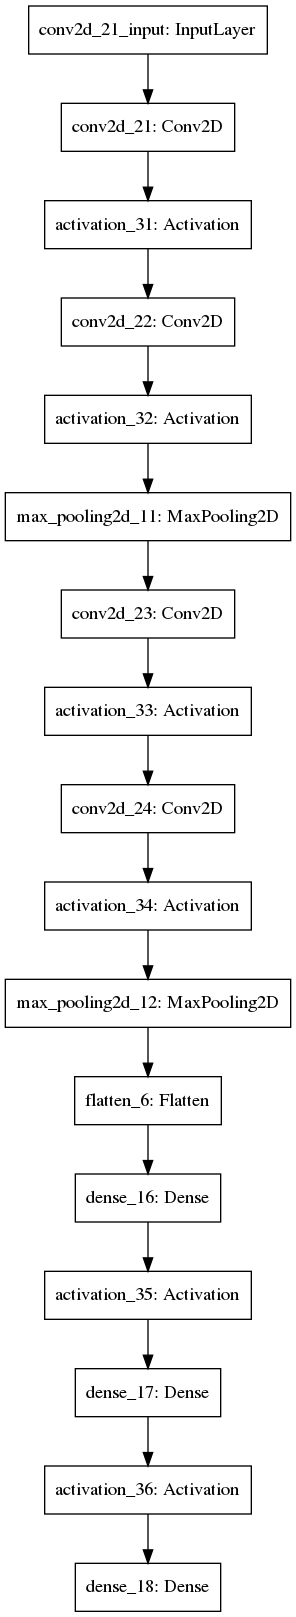 conv2d_21_input: InputLayer
conv2d_21: Conv2D
activation_31: Activation
conv2d_22: Conv2D
activation_32: Activation
max_pooling2d_11: MaxPooling2D
conv2d_23: Conv2D
activation_33: Activation
conv2d_24: Conv2D
activation_34: Activation
max_pooling2d_12: MaxPooling2D
flatten_6: Flatten
dense_16: Dense
activation_35: Activation
dense_17: Dense
activation_36: Activation
dense_18: Dense